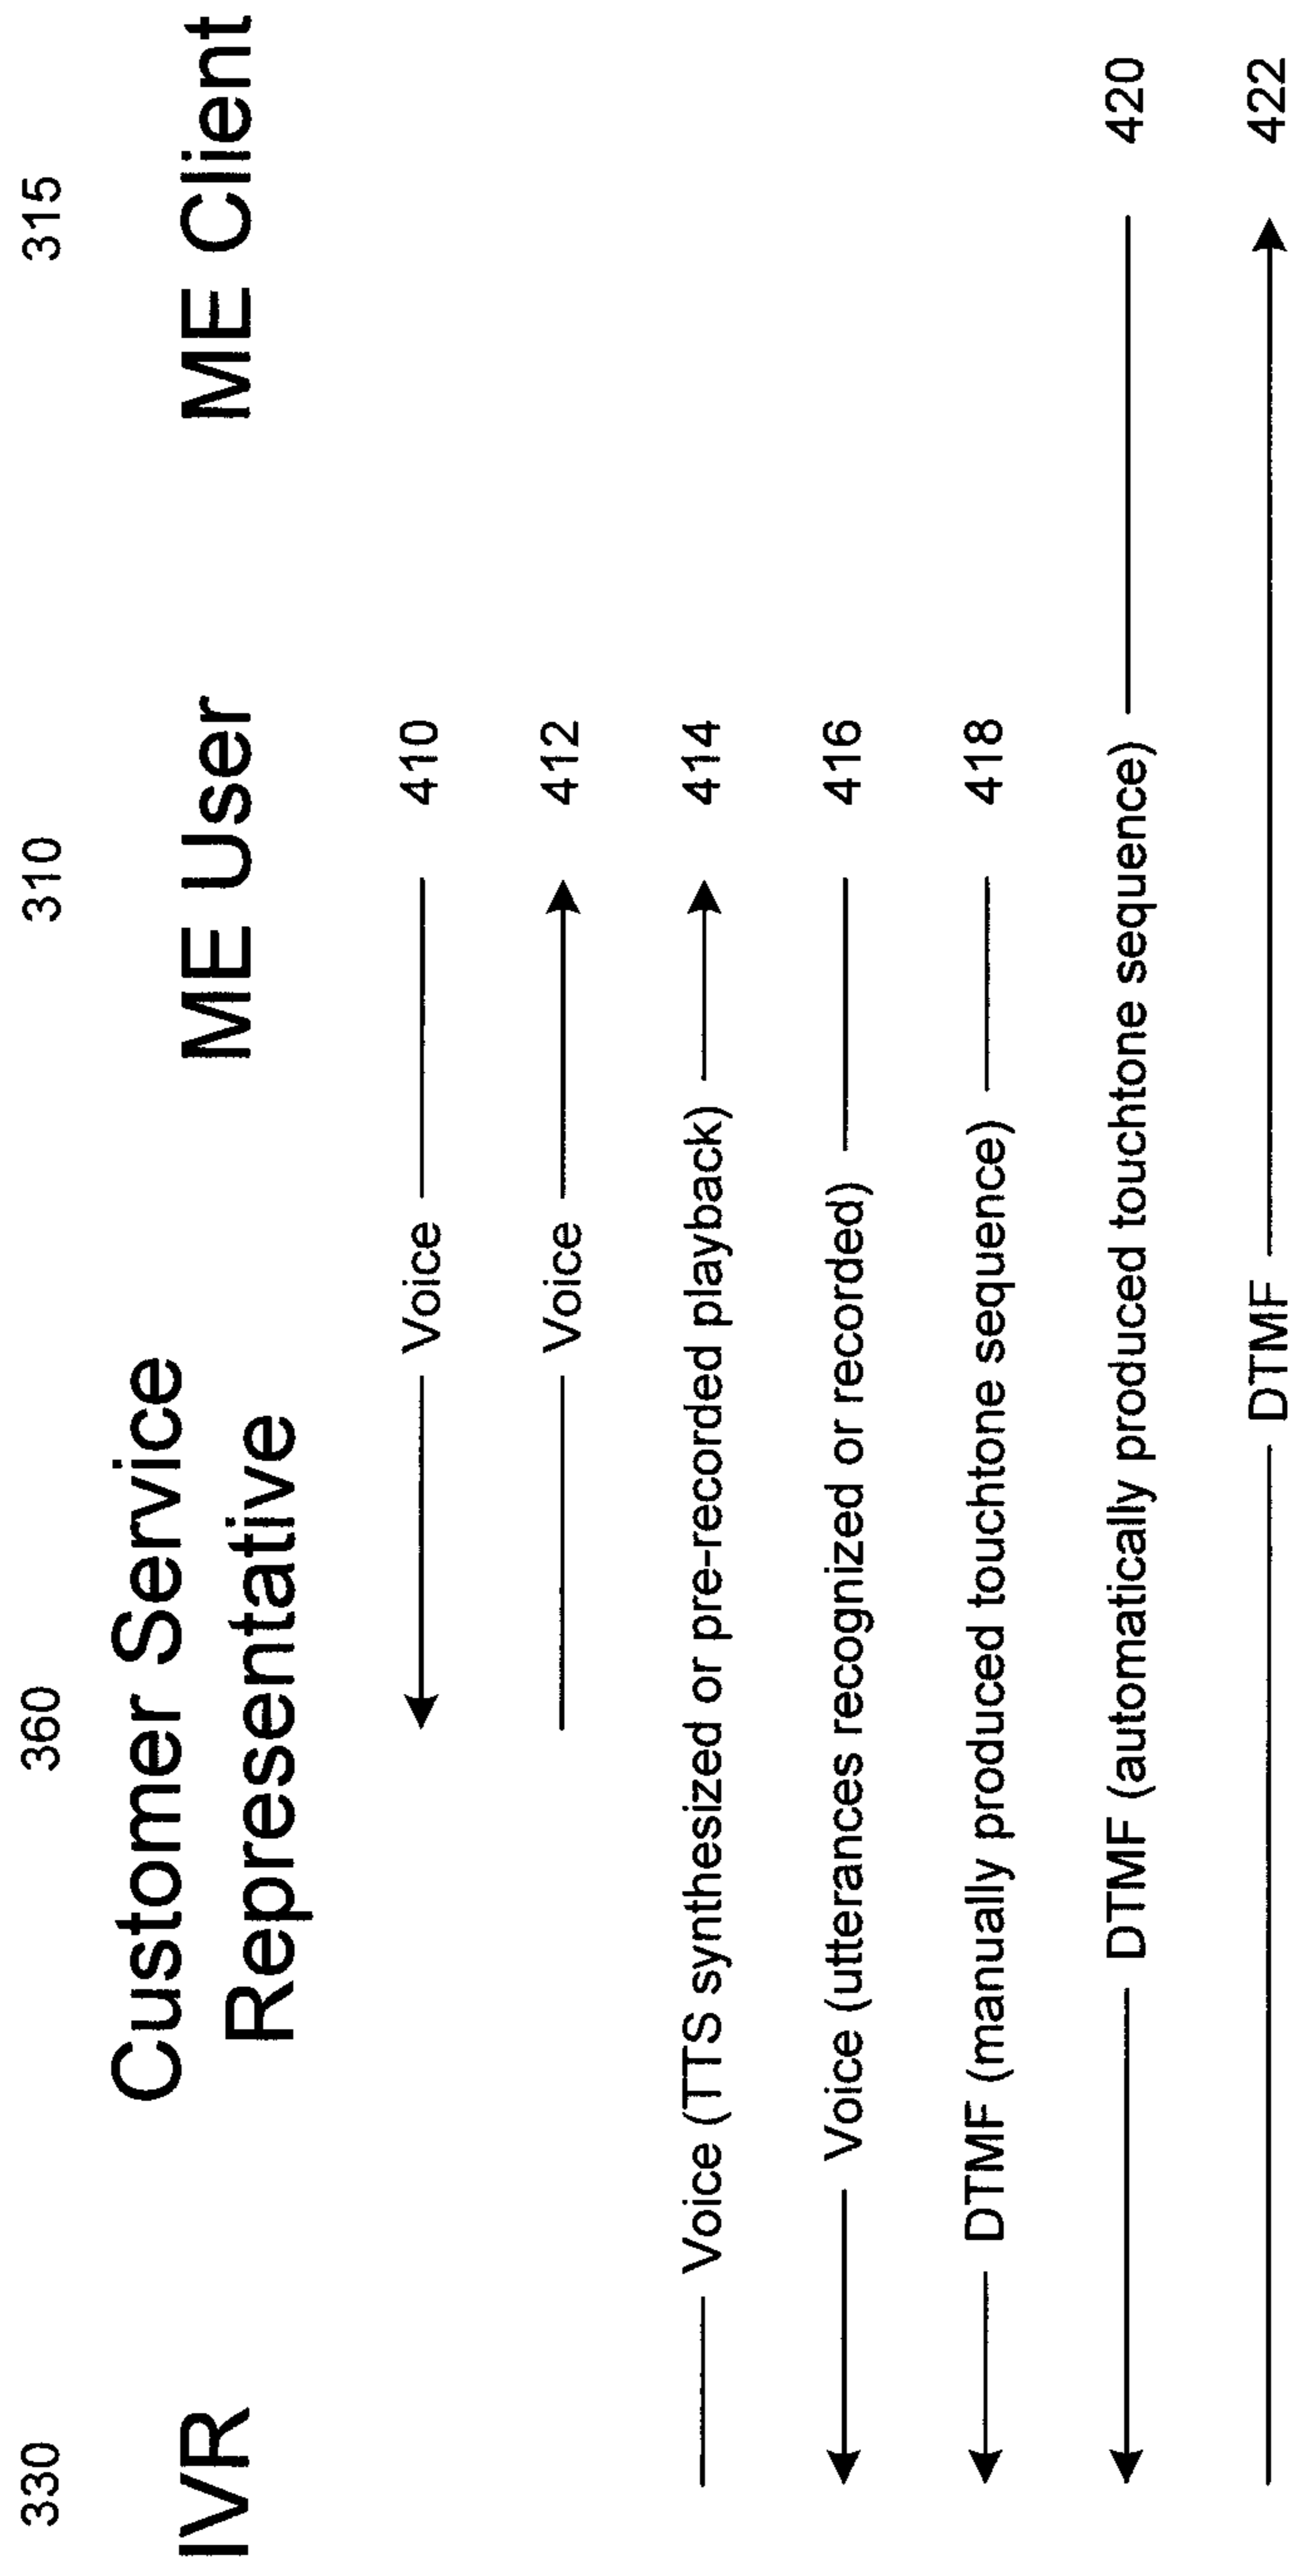 330 360 310 315
IVR Customer Service Representative ME User ME Client
Voice 410
Voice 412
Voice (TTS synthesized or pre-recorded playback) 414
Voice (utterances recognized or recorded) 416
DTMF (manually produced touchtone sequence) 418
DTMF (automatically produced touchtone sequence) 420
DTMF 422